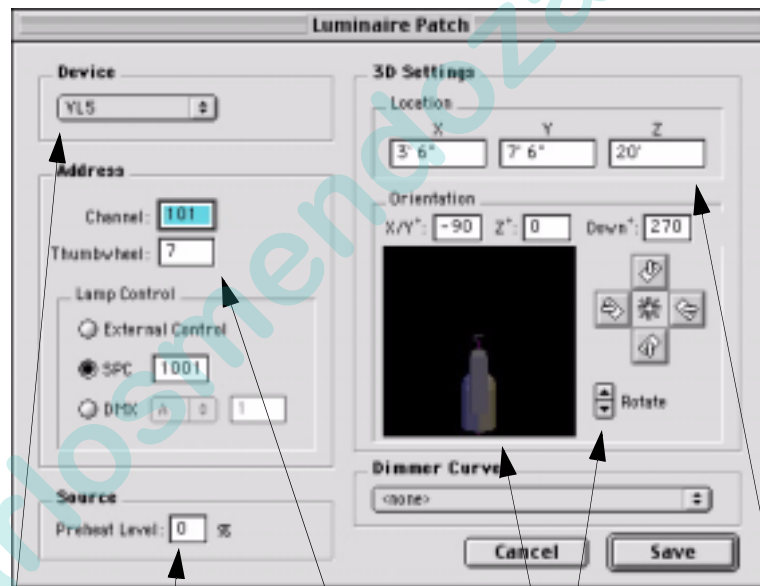 Luminaire Patch
Device
VL5
Address
Channel: 101
Thumbwheel: 7
Lamp Control
External Control
SPC 1001
DMX A 1
Source
Preheat Level: 0 %
3D Settings
Location
X Y Z
3' 6" 7' 6" 20'
Orientation
X/Y°: -90 Z°: 0 Down°: 270
Rotate
Dimmer Curve
<none>
Cancel Save